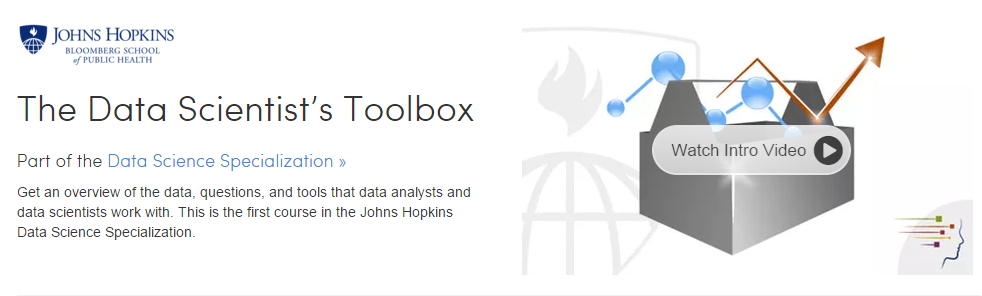 JOHNS HOPKINS
BLOOMBERG SCHOOL
of PUBLIC HEALTH
The Data Scientist’s Toolbox
Part of the Data Science Specialization »
Get an overview of the data, questions, and tools that data analysts and
data scientists work with. This is the first course in the Johns Hopkins
Data Science Specialization.
Watch Intro Video